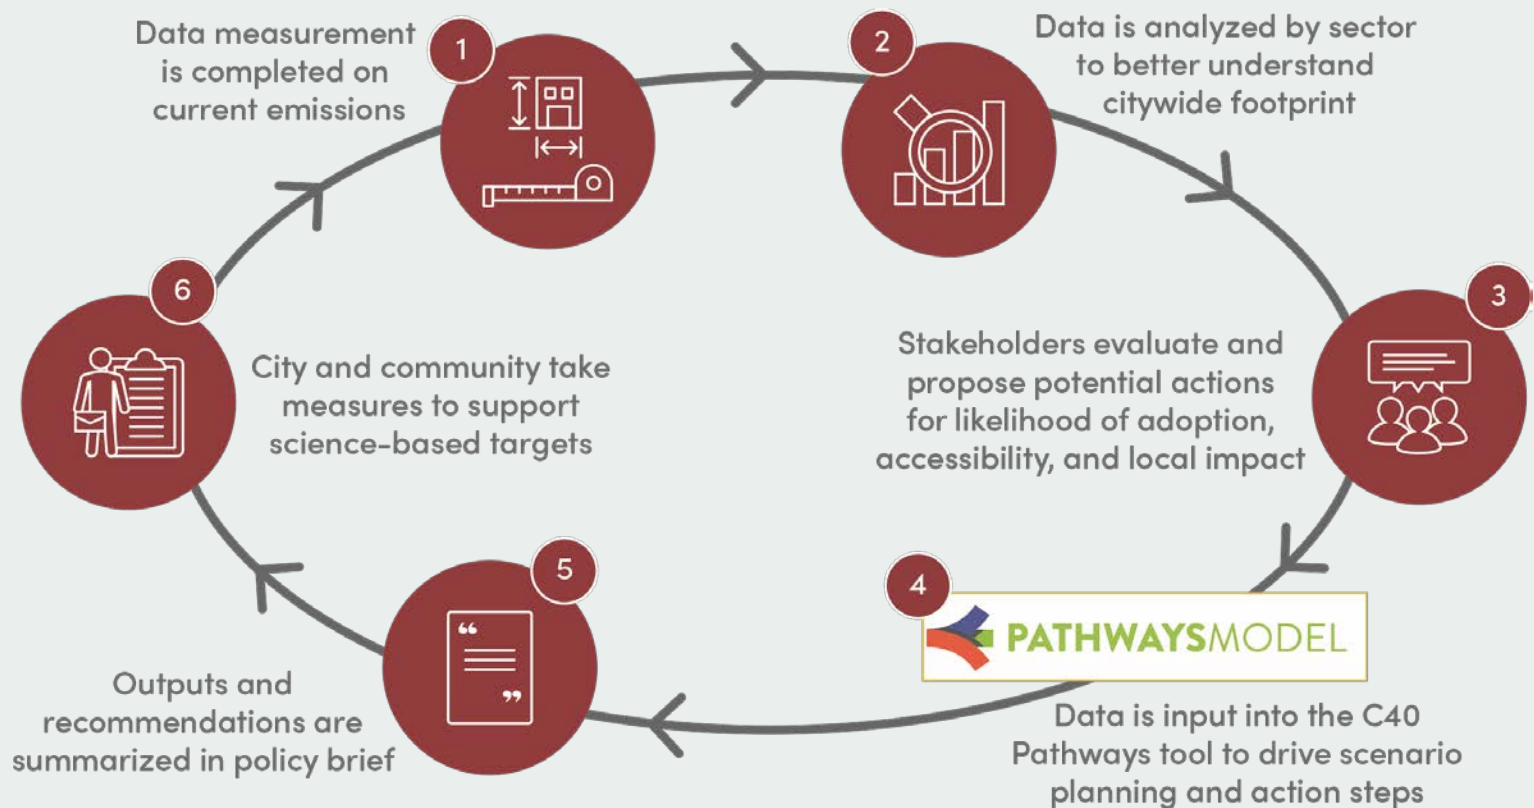 1
Data measurement
is completed on
current emissions
2
Data is analyzed by sector
to better understand
citywide footprint
3
Stakeholders evaluate and
propose potential actions
for likelihood of adoption,
accessibility, and local impact
4
PATHWAYSMODEL
Data is input into the C40
Pathways tool to drive scenario
planning and action steps
5
“
”
Outputs and
recommendations are
summarized in policy brief
6
City and community take
measures to support
science-based targets